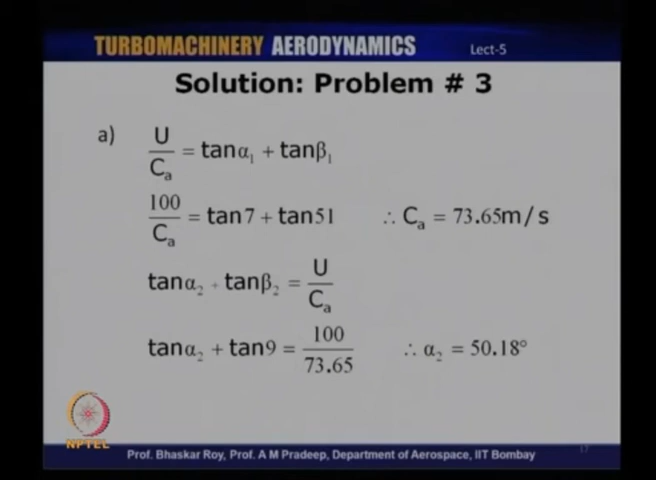 TURBOMACHINERY AERODYNAMICS Lect-5
Solution: Problem # 3
a) U/Cₐ = tanα₁ + tanβ₁
100/Cₐ = tan7 + tan51 ∴ Cₐ = 73.65m/s
tanα₂ + tanβ₂ = U/Cₐ
tanα₂ + tan9 = 100/73.65 ∴ α₂ = 50.18°
NPTEL
Prof. Bhaskar Roy, Prof. A M Pradeep, Department of Aerospace, IIT Bombay
17